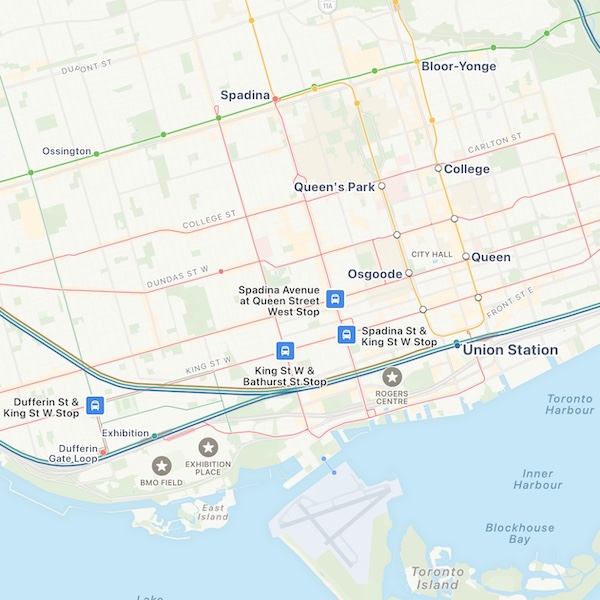 11A
DUPONT ST
Bloor-Yonge
Spadina
Ossington
CARLTON ST
College
Queen's Park
COLLEGE ST
CITY HALL
Queen
DUNDAS ST W
Osgoode
Spadina Avenue
at Queen Street
West Stop
FRONT ST E
Spadina St &
King St W Stop
Union Station
KING ST W
King St W &
Bathurst St Stop
ROGERS
CENTRE
Toronto
Harbour
Dufferin St &
King St W Stop
Exhibition
Dufferin
Gate Loop
EXHIBITION
PLACE
BMO FIELD
Inner
Harbour
East
Island
Blockhouse
Bay
Toronto
Island
Lake